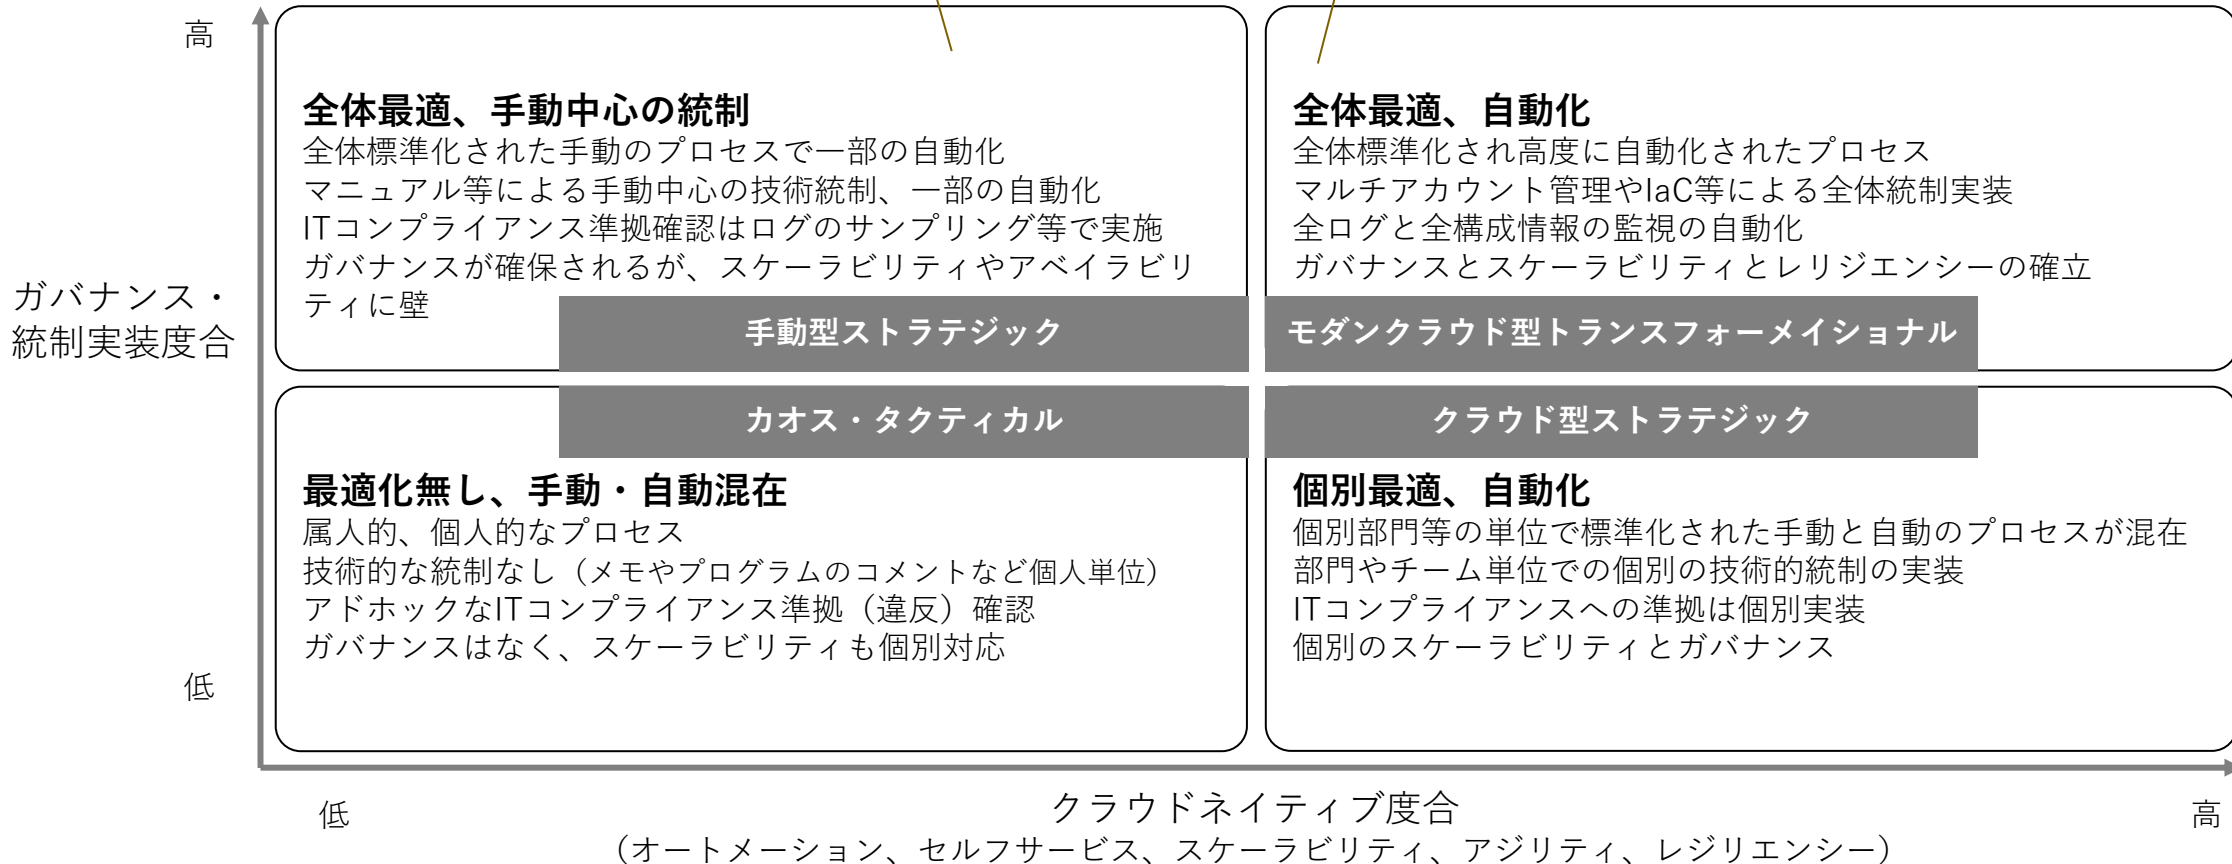 高
ガバナンス・
統制実装度合
低
全体最適、手動中心の統制
全体標準化された手動のプロセスで一部の自動化
マニュアル等による手動中心の技術統制、一部の自動化
ITコンプライアンス準拠確認はログのサンプリング等で実施
ガバナンスが確保されるが、スケーラビリティやアベイラビリ
ティに壁
手動型ストラテジック
全体最適、自動化
全体標準化され高度に自動化されたプロセス
マルチアカウント管理やIaC等による全体統制実装
全ログと全構成情報の監視の自動化
ガバナンスとスケーラビリティとレリジエンシーの確立
モダンクラウド型トランスフォーメイショナル
カオス・タクティカル
最適化無し、手動・自動混在
属人的、個人的なプロセス
技術的な統制なし（メモやプログラムのコメントなど個人単位）
アドホックなITコンプライアンス準拠（違反）確認
ガバナンスはなく、スケーラビリティも個別対応
クラウド型ストラテジック
個別最適、自動化
個別部門等の単位で標準化された手動と自動のプロセスが混在
部門やチーム単位での個別の技術的統制の実装
ITコンプライアンスへの準拠は個別実装
個別のスケーラビリティとガバナンス
低
クラウドネイティブ度合
高
（オートメーション、セルフサービス、スケーラビリティ、アジリティ、レジリエンシー）